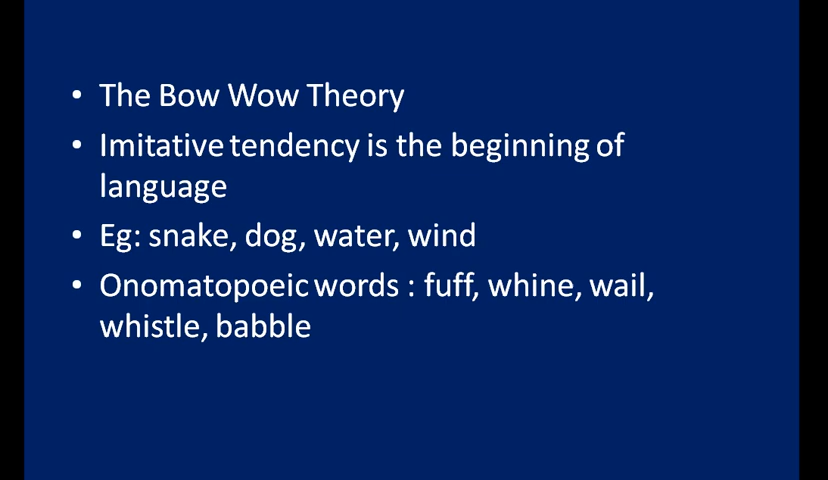 • The Bow Wow Theory
• Imitative tendency is the beginning of
language
• Eg: snake, dog, water, wind
• Onomatopoeic words : fuff, whine, wail,
whistle, babble